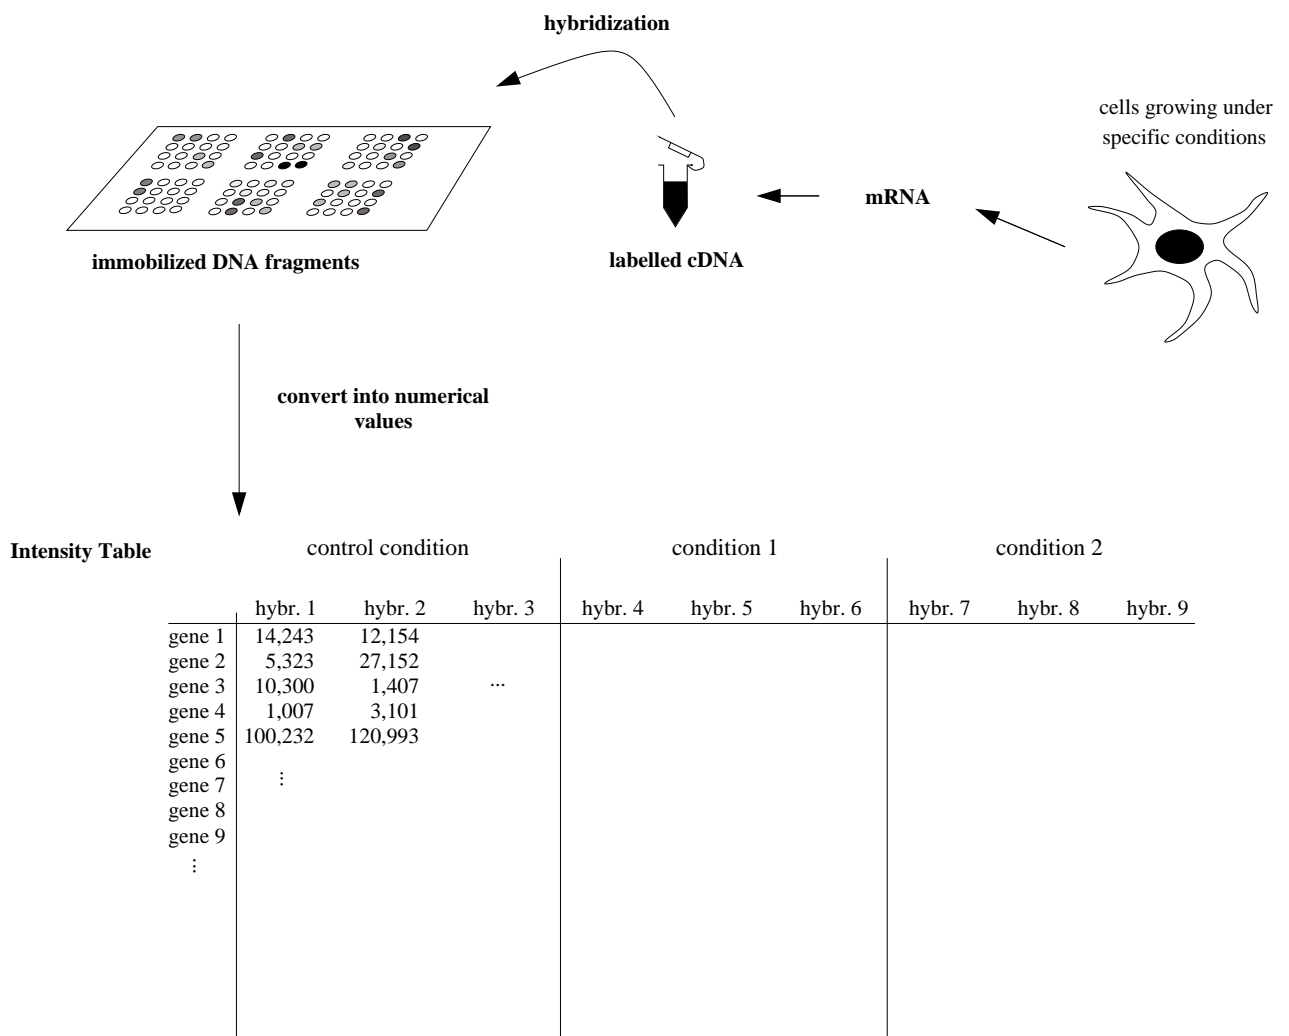 hybridization
cells growing under
specific conditions
mRNA
immobilized DNA fragments
labelled cDNA
convert into numerical
values
Intensity Table
control condition condition 1 condition 2
hybr. 1 hybr. 2 hybr. 3 hybr. 4 hybr. 5 hybr. 6 hybr. 7 hybr. 8 hybr. 9
gene 1 14,243 12,154
gene 2 5,323 27,152
gene 3 10,300 1,407 ...
gene 4 1,007 3,101
gene 5 100,232 120,993
gene 6
gene 7 ⋮
gene 8
gene 9
⋮